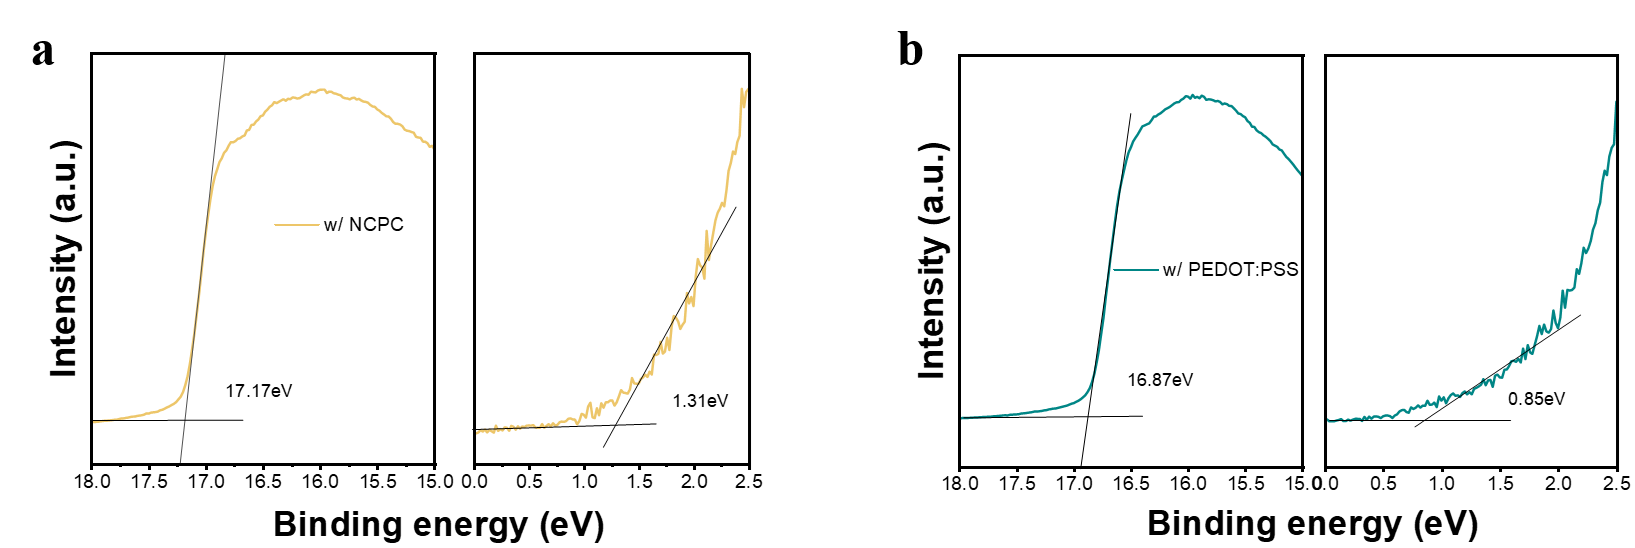 a
Intensity (a.u.)
w/ NCPC
17.17eV
18.0 17.5 17.0 16.5 16.0 15.5 15.0
1.31eV
0.0 0.5 1.0 1.5 2.0 2.5
Binding energy (eV)
b
Intensity (a.u.)
w/ PEDOT:PSS
16.87eV
18.0 17.5 17.0 16.5 16.0 15.5 15.0
0.85eV
0.0 0.5 1.0 1.5 2.0 2.5
Binding energy (eV)